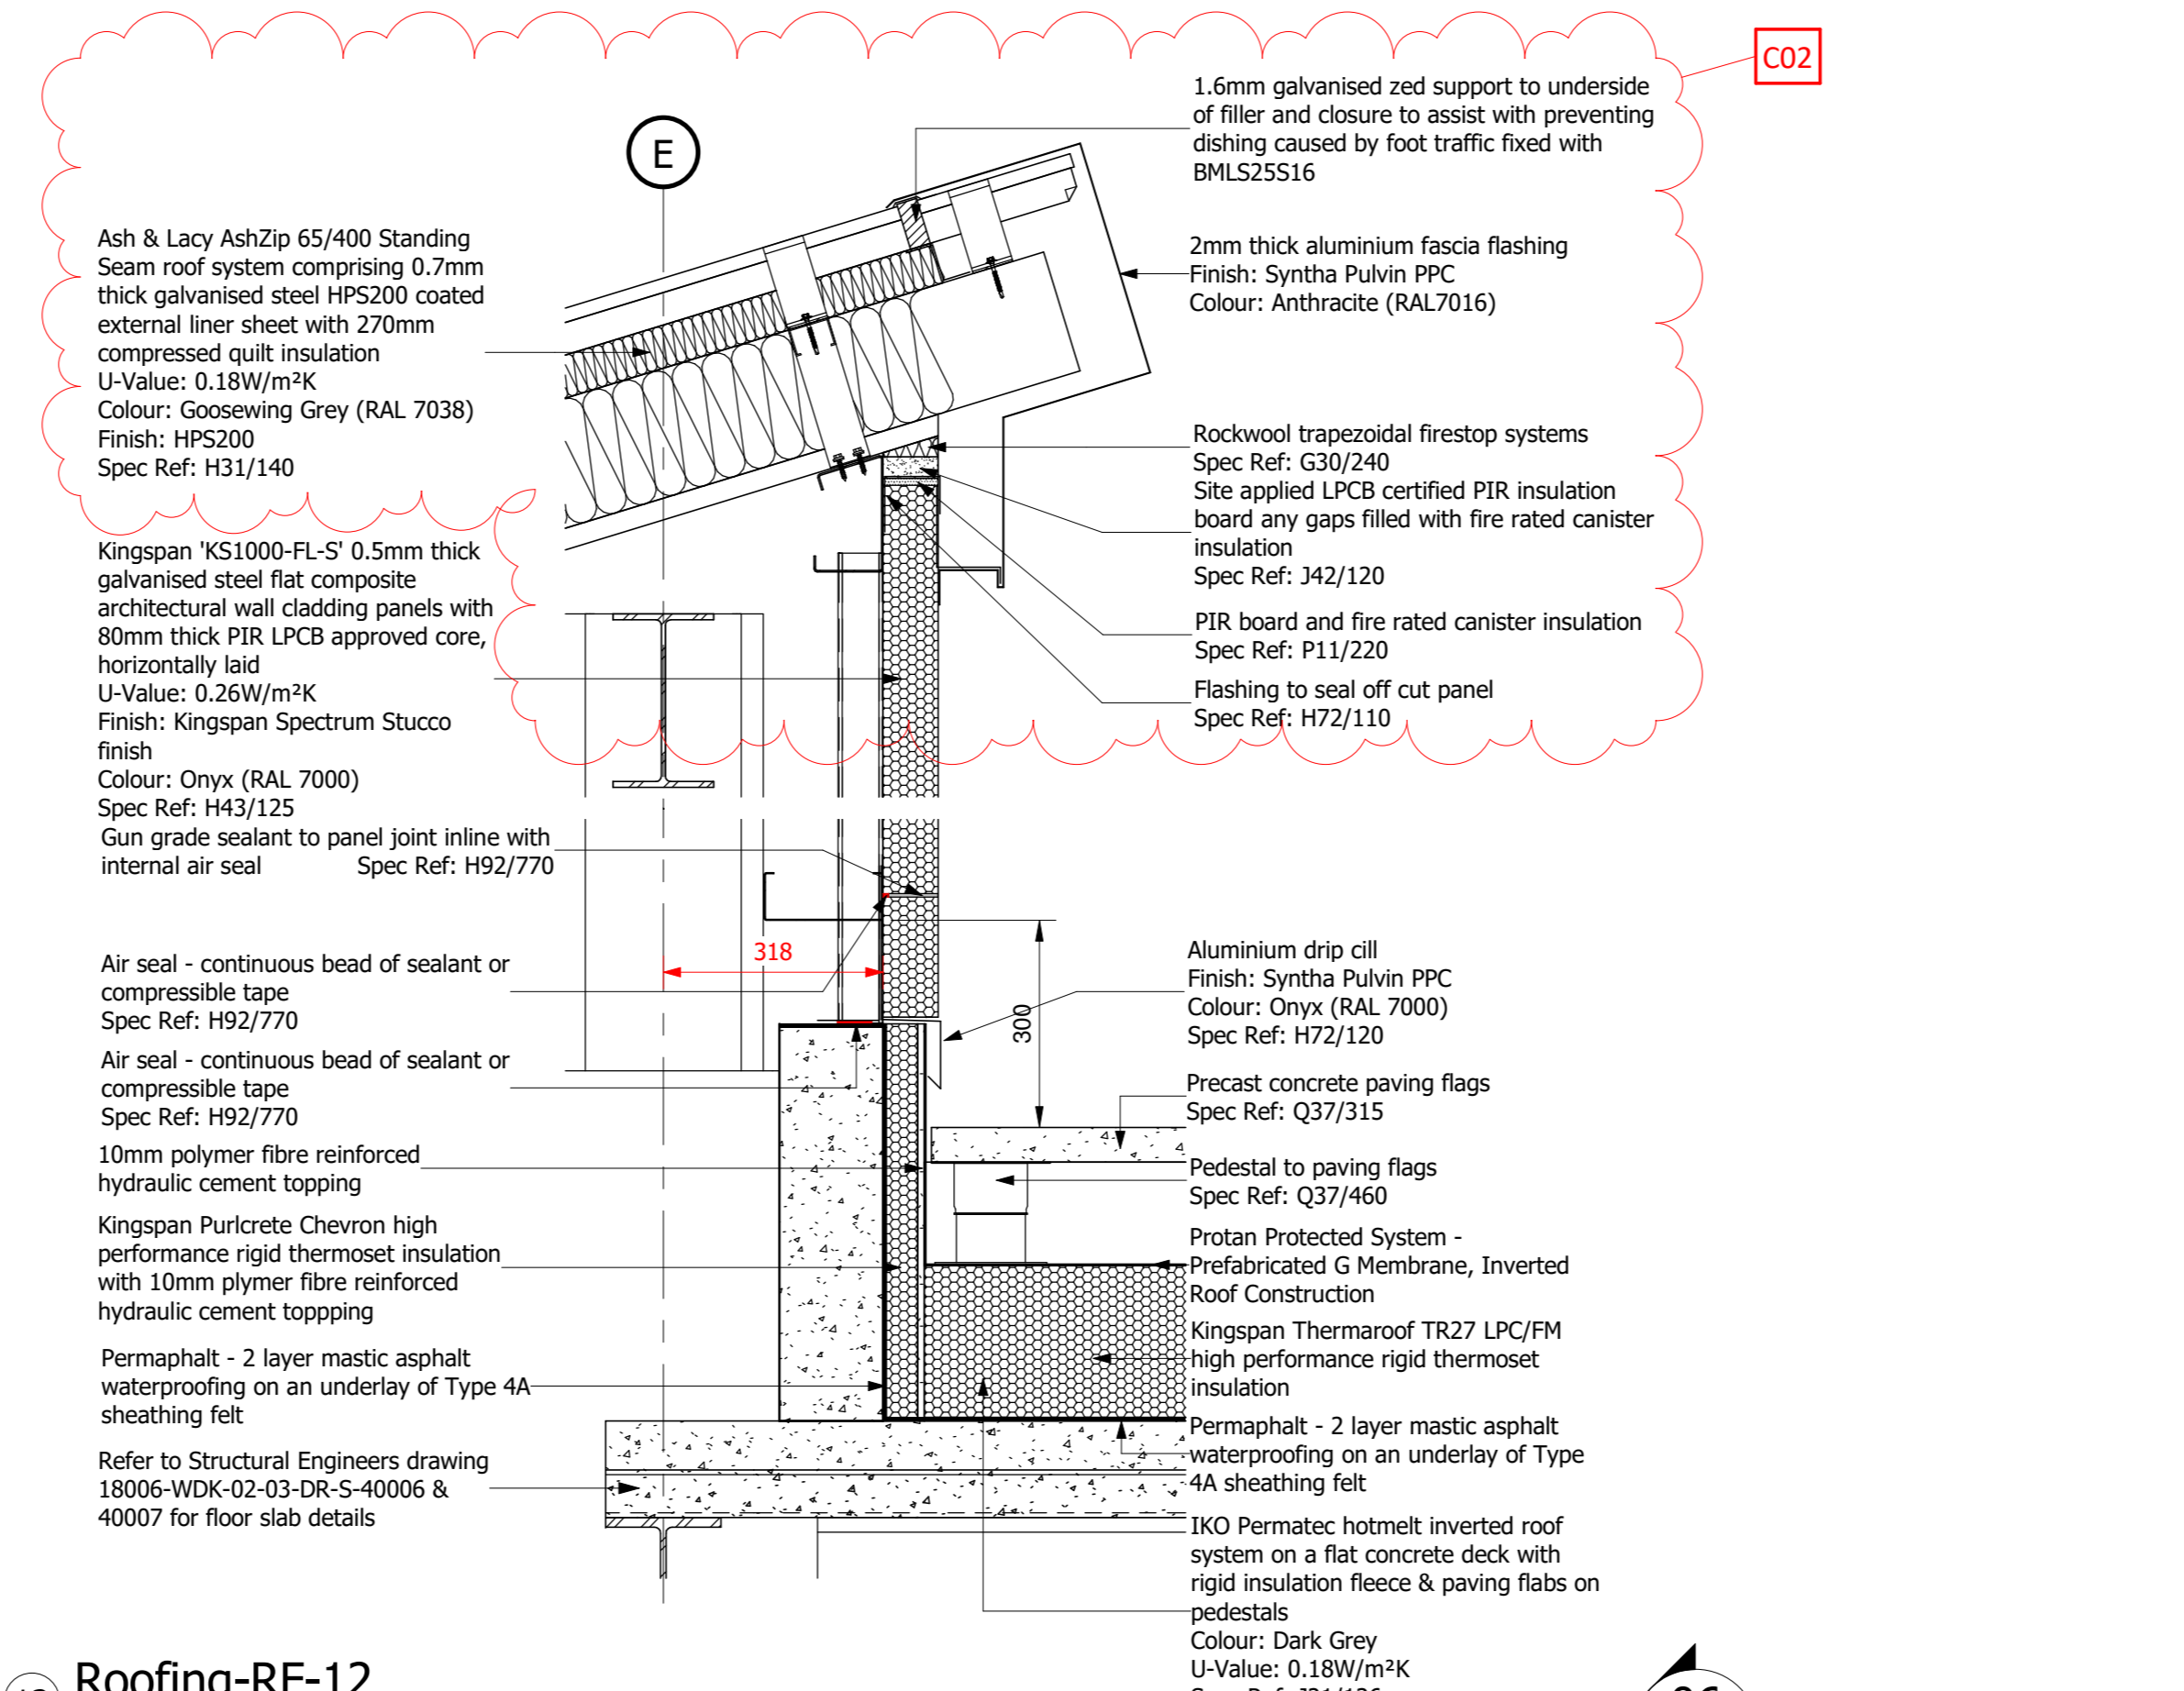 C02
1.6mm galvanised zed support to underside
of filler and closure to assist with preventing
dishing caused by foot traffic fixed with
BMLS25S16
E
Ash & Lacy AshZip 65/400 Standing
Seam roof system comprising 0.7mm
thick galvanised steel HPS200 coated
external liner sheet with 270mm
compressed quilt insulation
U-Value: 0.18W/m²K
Colour: Goosewing Grey (RAL 7038)
Finish: HPS200
Spec Ref: H31/140
2mm thick aluminium fascia flashing
Finish: Syntha Pulvin PPC
Colour: Anthracite (RAL7016)
Rockwool trapezoidal firestop systems
Spec Ref: G30/240
Site applied LPCB certified PIR insulation
board any gaps filled with fire rated canister
insulation
Spec Ref: J42/120
PIR board and fire rated canister insulation
Spec Ref: P11/220
Flashing to seal off cut panel
Spec Ref: H72/110
Kingspan 'KS1000-FL-S' 0.5mm thick
galvanised steel flat composite
architectural wall cladding panels with
80mm thick PIR LPCB approved core,
horizontally laid
U-Value: 0.26W/m²K
Finish: Kingspan Spectrum Stucco
finish
Colour: Onyx (RAL 7000)
Spec Ref: H43/125
Gun grade sealant to panel joint inline with
internal air seal Spec Ref: H92/770
318
300
Air seal - continuous bead of sealant or
compressible tape
Spec Ref: H92/770
Air seal - continuous bead of sealant or
compressible tape
Spec Ref: H92/770
10mm polymer fibre reinforced
hydraulic cement topping
Kingspan Purlcrete Chevron high
performance rigid thermoset insulation
with 10mm plymer fibre reinforced
hydraulic cement toppping
Permaphalt - 2 layer mastic asphalt
waterproofing on an underlay of Type 4A
sheathing felt
Refer to Structural Engineers drawing
18006-WDK-02-03-DR-S-40006 &
40007 for floor slab details
Aluminium drip cill
Finish: Syntha Pulvin PPC
Colour: Onyx (RAL 7000)
Spec Ref: H72/120
Precast concrete paving flags
Spec Ref: Q37/315
Pedestal to paving flags
Spec Ref: Q37/460
Protan Protected System -
Prefabricated G Membrane, Inverted
Roof Construction
Kingspan Thermaroof TR27 LPC/FM
high performance rigid thermoset
insulation
Permaphalt - 2 layer mastic asphalt
waterproofing on an underlay of Type
4A sheathing felt
IKO Permatec hotmelt inverted roof
system on a flat concrete deck with
rigid insulation fleece & paving flabs on
pedestals
Colour: Dark Grey
U-Value: 0.18W/m²K
Roofing-RF-12